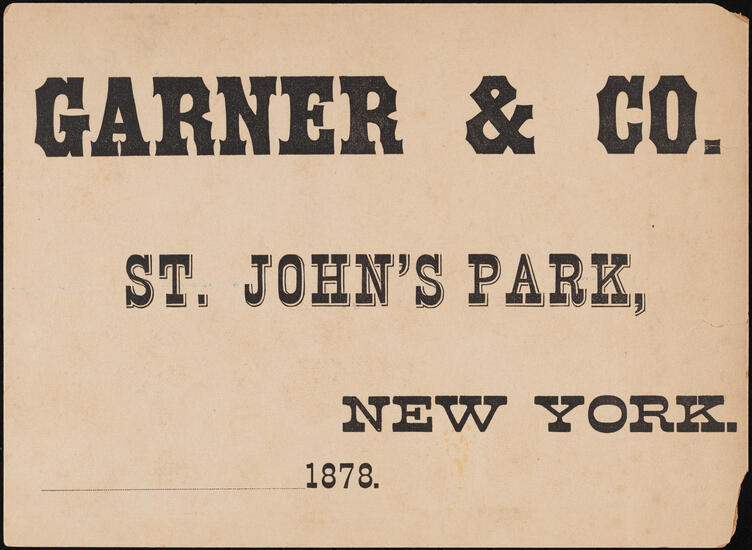 GARNER & CO.
ST. JOHN'S PARK,
NEW YORK.
1878.